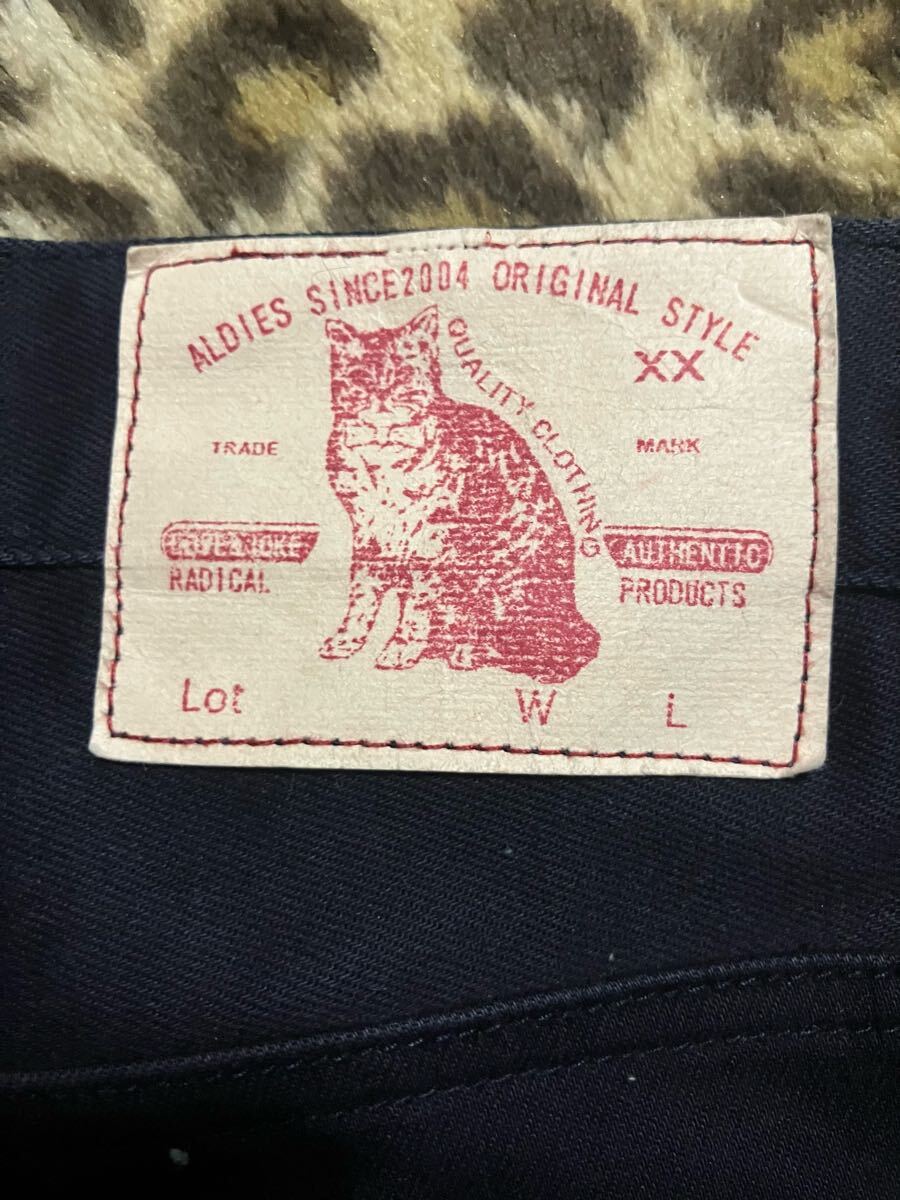 ALDIES SINCE2004 ORIGINAL STYLE
QUALITY CLOTHING
XX
TRADE MARK
AUTHENTIC
RADICAL PRODUCTS
Lot W L